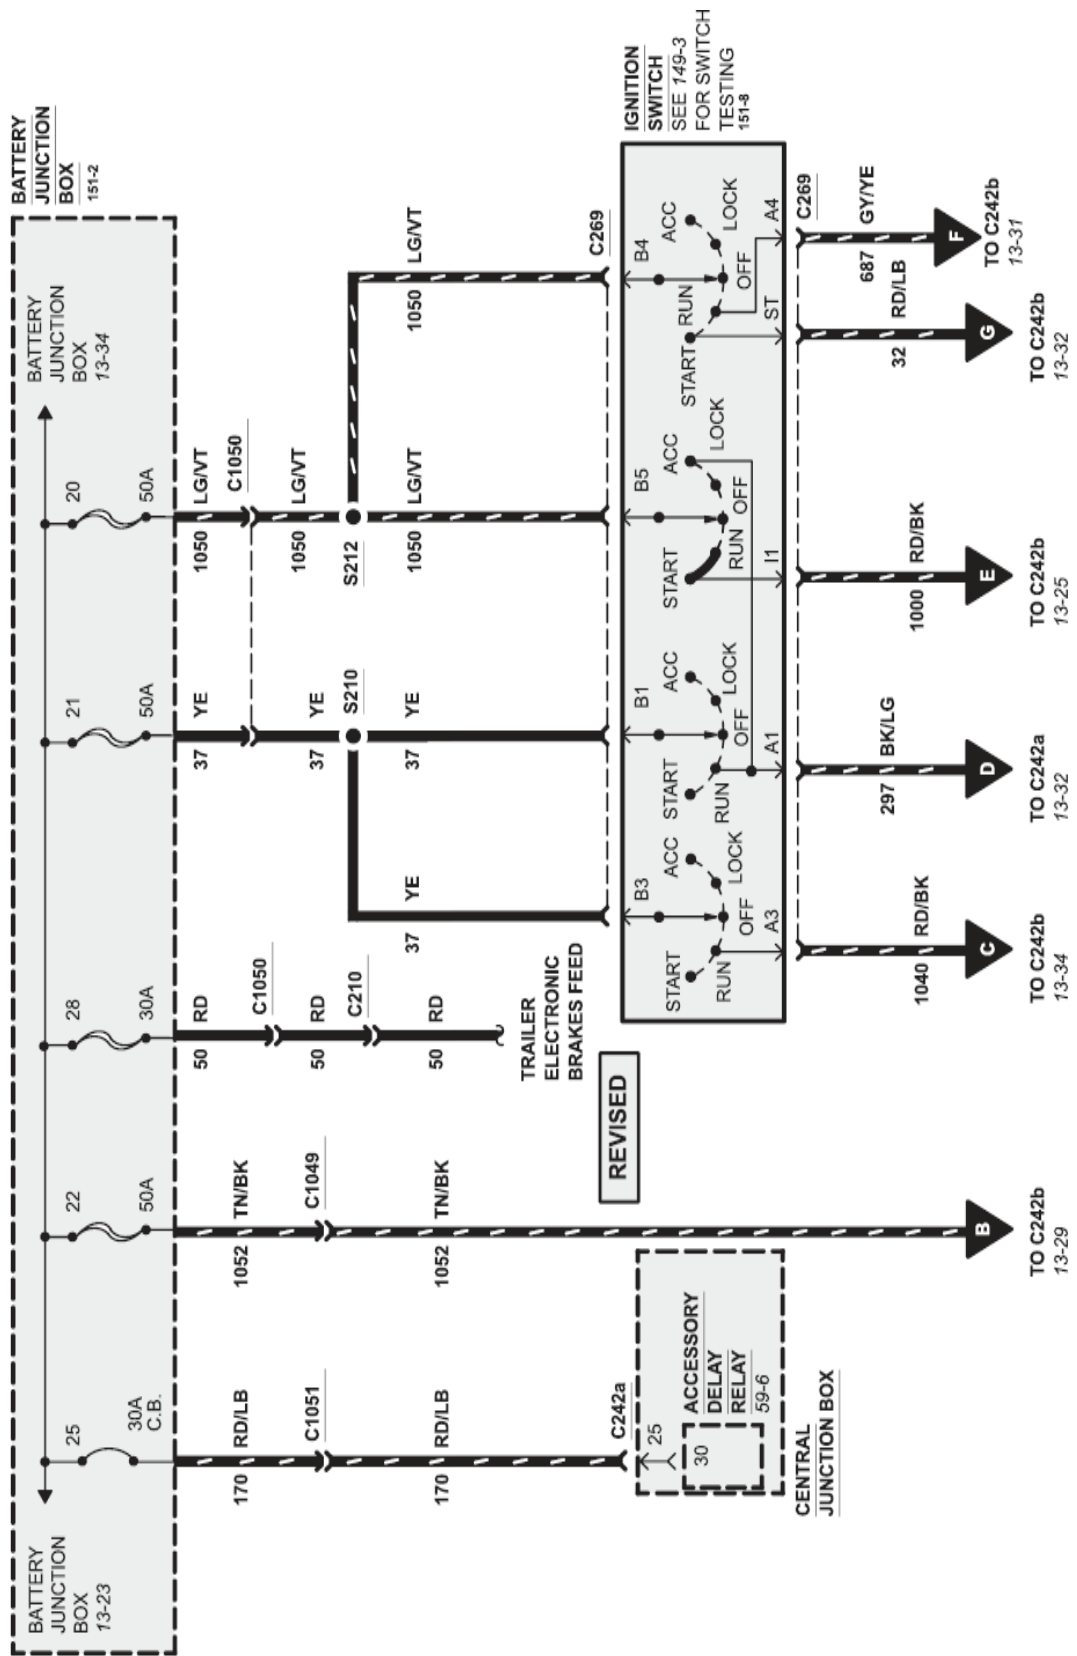 BATTERY
JUNCTION
BOX
13-23
BATTERY
JUNCTION
BOX
13-34
BATTERY
JUNCTION
BOX
151-2
25
30A
C.B.
22
50A
28
30A
21
50A
20
50A
170
RD/LB
1052
TN/BK
50
RD
37
YE
1050
LG/VT
C1051
C1049
C1050
C1050
50
RD
37
YE
1050
LG/VT
C210
S210
S212
170
RD/LB
1052
TN/BK
50
RD
37
YE
37
YE
1050
LG/VT
1050
LG/VT
TRAILER
ELECTRONIC
BRAKES FEED
C242a
C269
REVISED
25
30
ACCESSORY
DELAY
RELAY
59-6
CENTRAL
JUNCTION BOX
IGNITION
SWITCH
SEE 149-3
FOR SWITCH
TESTING
151-8
B3
START
RUN
OFF
LOCK
ACC
A3
B1
START
RUN
OFF
LOCK
ACC
A1
B5
START
RUN
OFF
LOCK
ACC
I1
B4
START
RUN
OFF
LOCK
ACC
ST
A4
C269
1040
RD/BK
297
BK/LG
1000
RD/BK
32
RD/LB
687
GY/YE
B
TO C242b
13-29
C
TO C242b
13-34
D
TO C242a
13-32
E
TO C242b
13-25
G
TO C242b
13-32
F
TO C242b
13-31